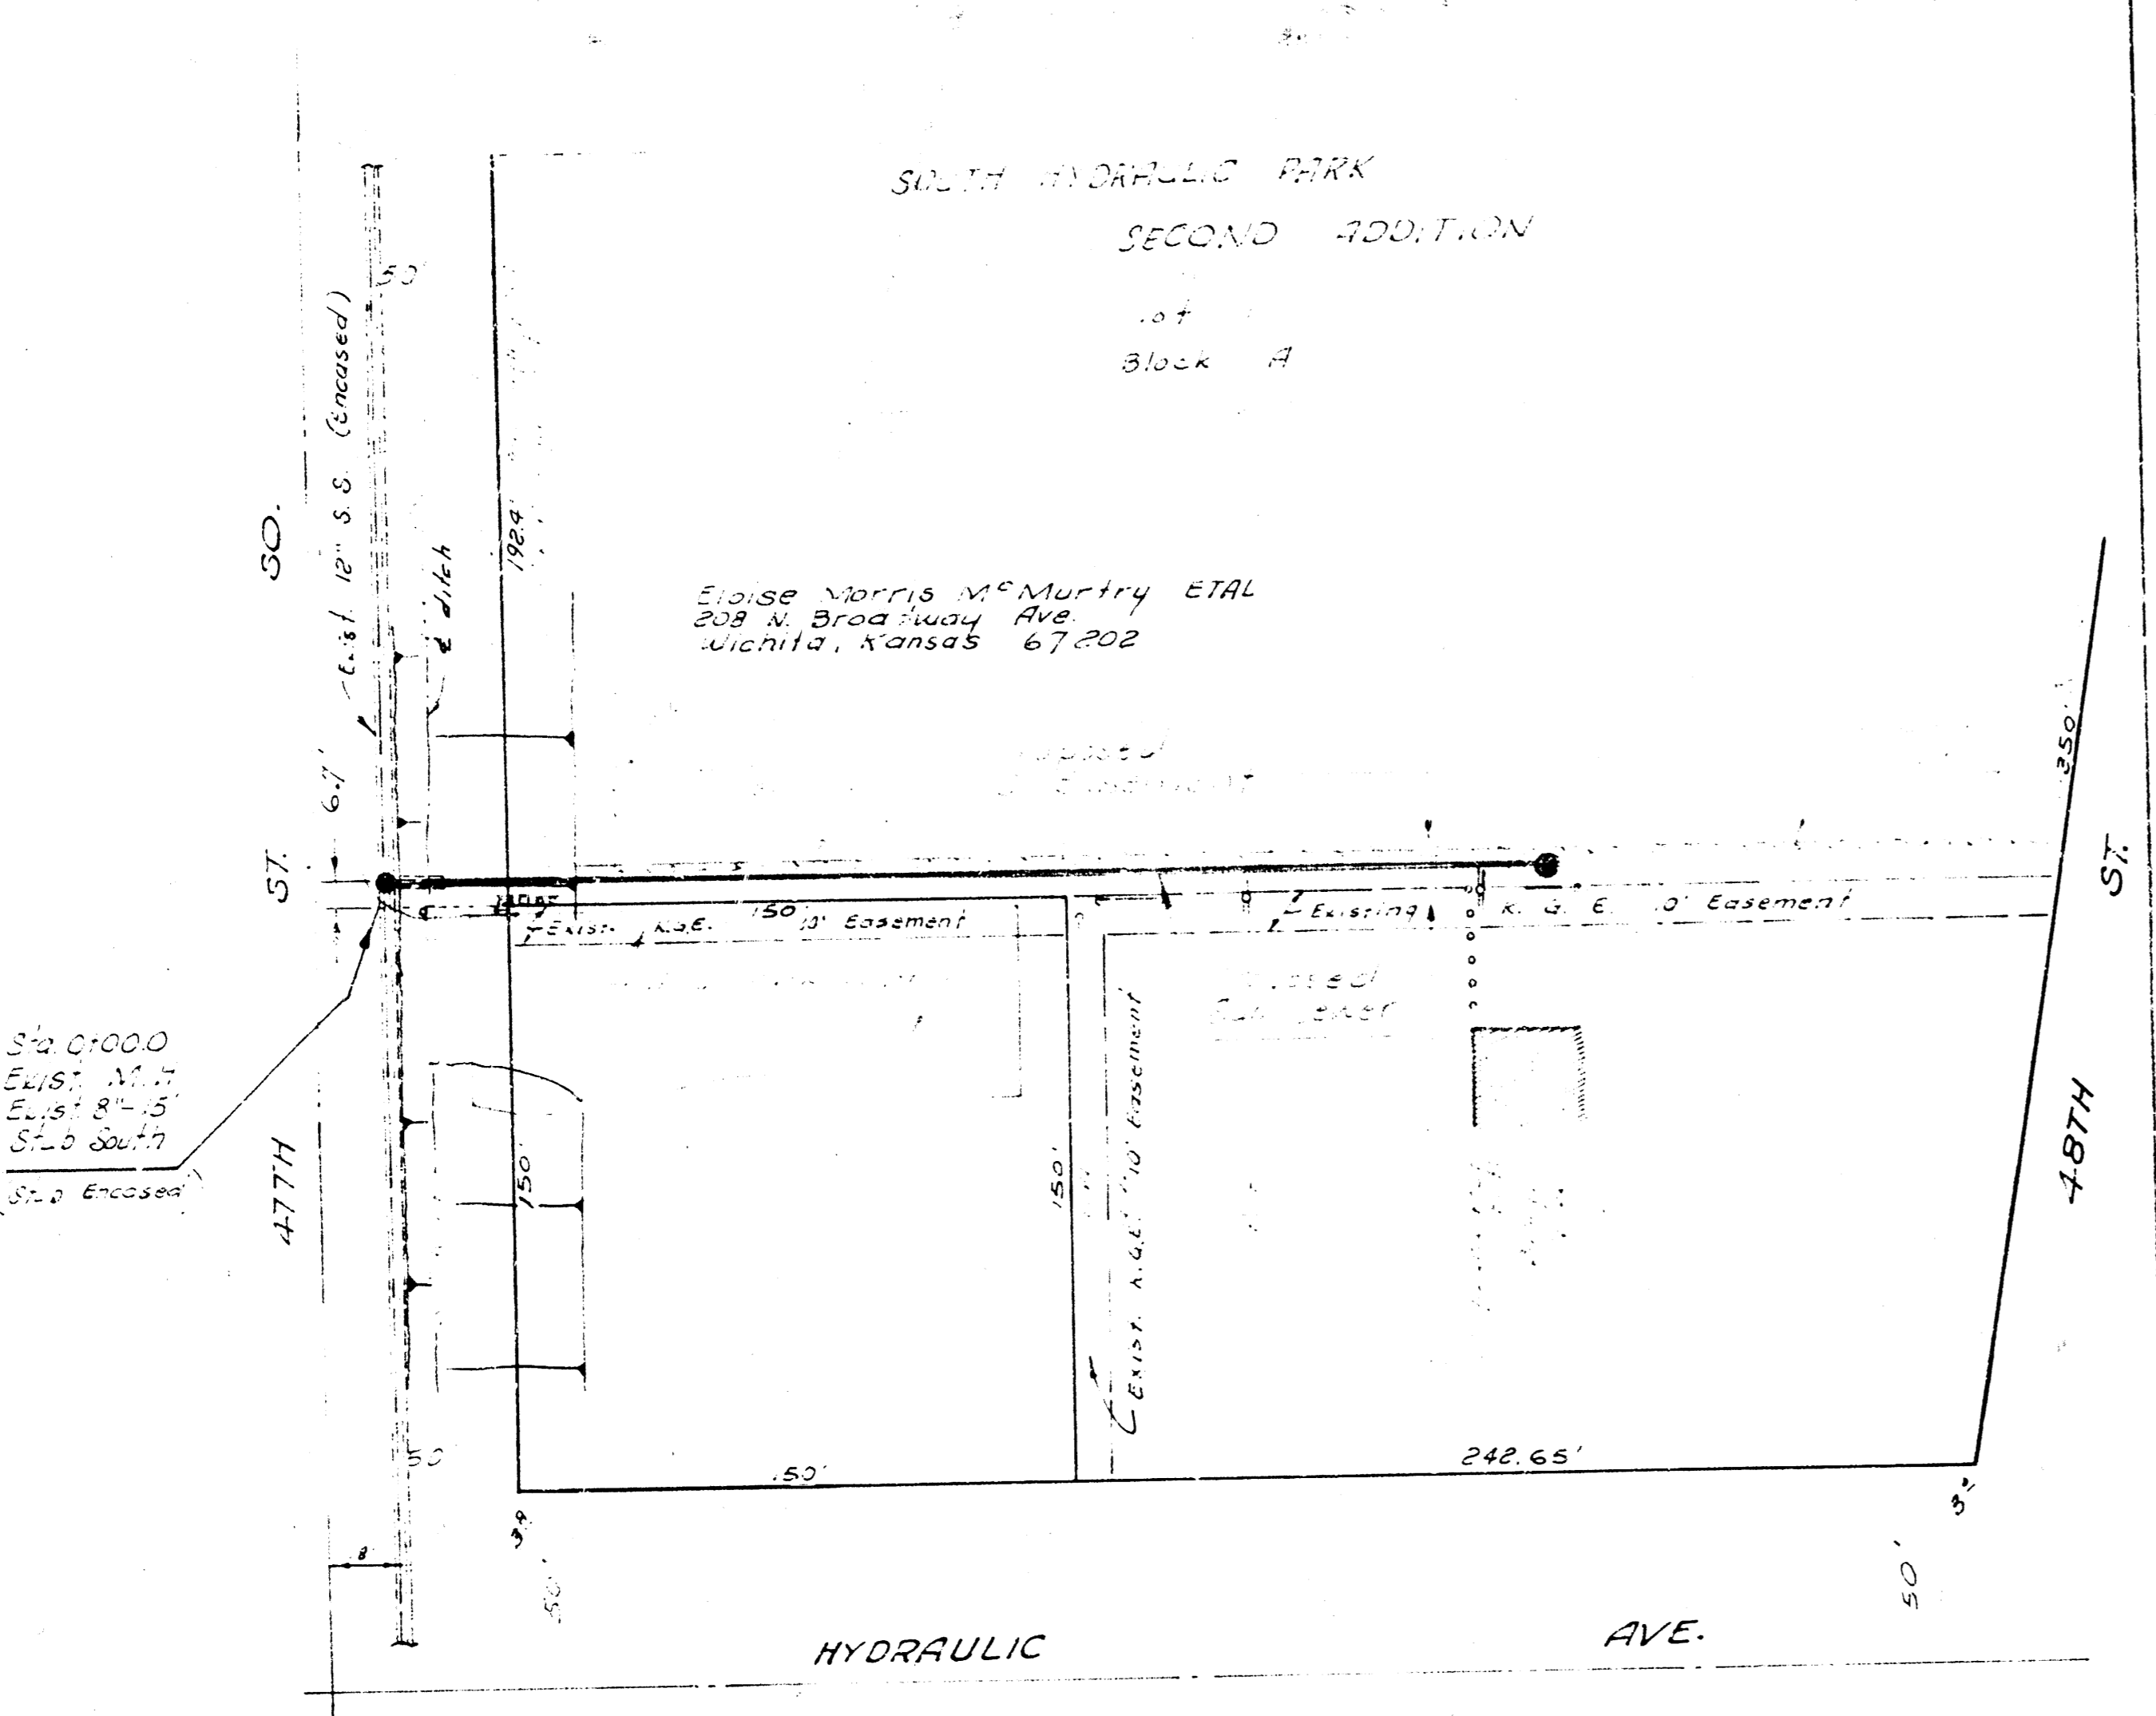 SOUTH HYDRAULIC PARK
SECOND ADDITION
Block A
50'
Exist. 12" S.S. (Encased)
SO.
192.4'
℄ ditch
Eloise Morris McMurtry ETAL
208 N. Broadway Ave.
Wichita, Kansas 67202
6.7'
350'
ST.
ST.
150'
Exist. K.G.E. 10' Easement
Existing K. G. E. 10' Easement
Sta. 0+00.0
Exist. M.H.
Exist 8"-15'
Stub South
(Stub Encased)
47TH
150'
150'
Exist. K.G.E. 10' Easement
48TH
50'
150'
242.65'
8'
50'
50'
HYDRAULIC AVE.